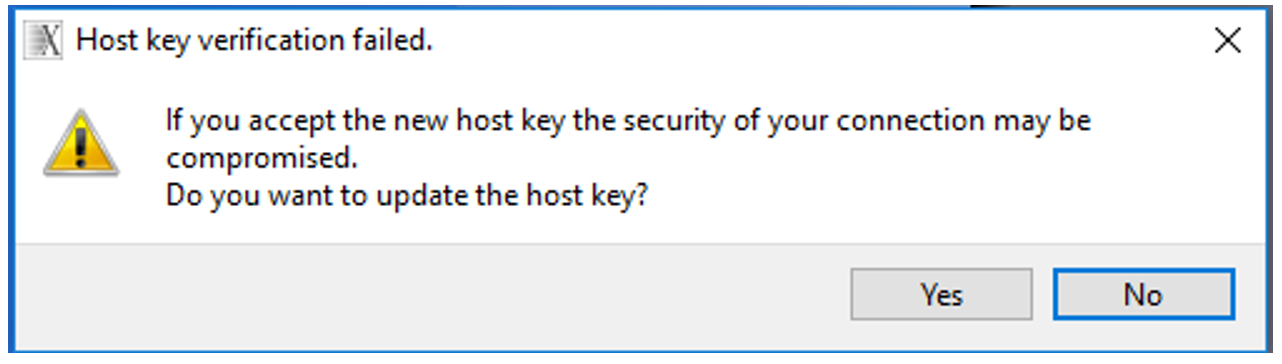 Host key verification failed.
If you accept the new host key the security of your connection may be
compromised.
Do you want to update the host key?
Yes No